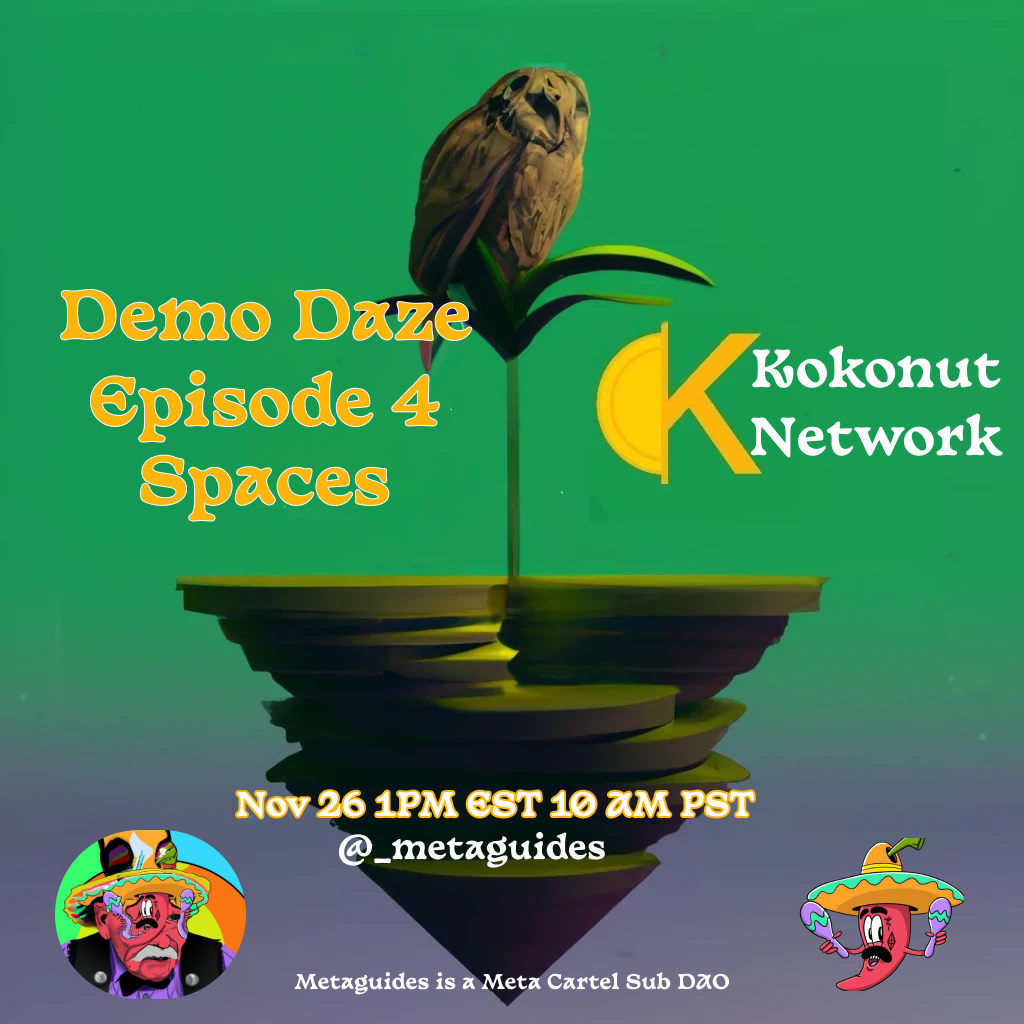 Demo Daze
Episode 4
Spaces
K
Kokonut
Network
Nov 26 1PM EST 10 AM PST
@_metaguides
Metaguides is a Meta Cartel Sub DAO